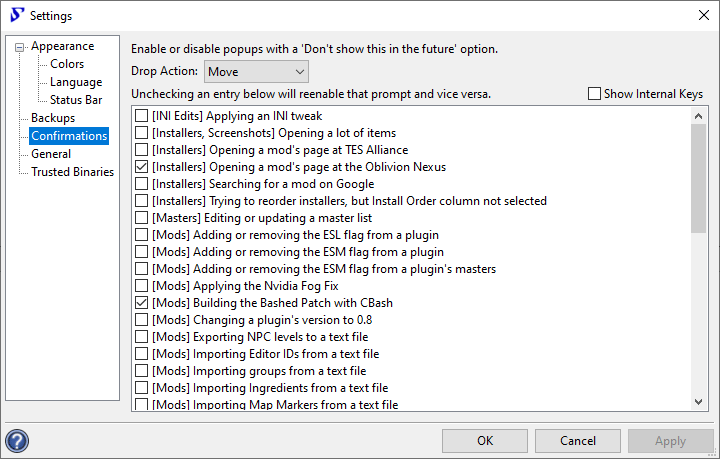 Settings
Appearance
Colors
Language
Status Bar
Backups
Confirmations
General
Trusted Binaries
Enable or disable popups with a 'Don't show this in the future' option.
Drop Action: Move
Unchecking an entry below will reenable that prompt and vice versa. Show Internal Keys
[INI Edits] Applying an INI tweak
[Installers, Screenshots] Opening a lot of items
[Installers] Opening a mod's page at TES Alliance
[Installers] Opening a mod's page at the Oblivion Nexus
[Installers] Searching for a mod on Google
[Installers] Trying to reorder installers, but Install Order column not selected
[Masters] Editing or updating a master list
[Mods] Adding or removing the ESL flag from a plugin
[Mods] Adding or removing the ESM flag from a plugin
[Mods] Adding or removing the ESM flag from a plugin's masters
[Mods] Applying the Nvidia Fog Fix
[Mods] Building the Bashed Patch with CBash
[Mods] Changing a plugin's version to 0.8
[Mods] Exporting NPC levels to a text file
[Mods] Importing Editor IDs from a text file
[Mods] Importing groups from a text file
[Mods] Importing Ingredients from a text file
[Mods] Importing Map Markers from a text file
? OK Cancel Apply